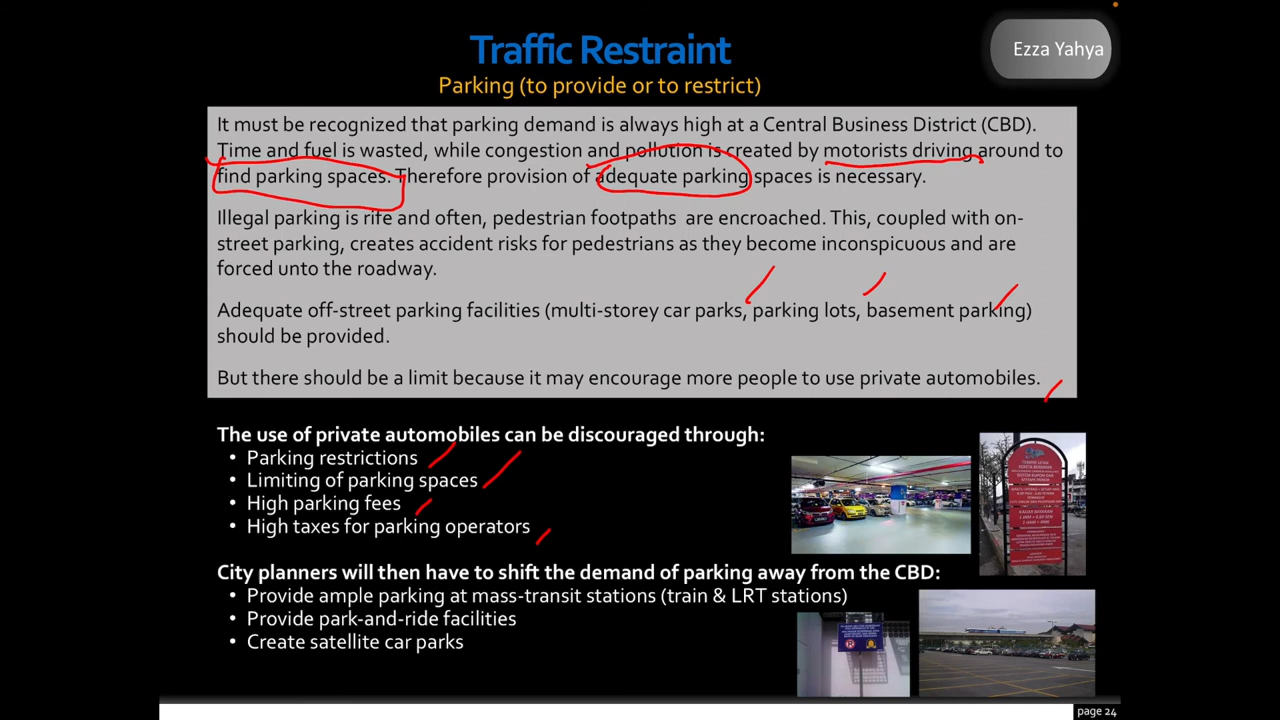 Traffic Restraint
Ezza Yahya
Parking (to provide or to restrict)
It must be recognized that parking demand is always high at a Central Business District (CBD).
Time and fuel is wasted, while congestion and pollution is created by motorists driving around to
find parking spaces. Therefore provision of adequate parking spaces is necessary.
Illegal parking is rife and often, pedestrian footpaths are encroached. This, coupled with on-
street parking, creates accident risks for pedestrians as they become inconspicuous and are
forced unto the roadway.
Adequate off-street parking facilities (multi-storey car parks, parking lots, basement parking)
should be provided.
But there should be a limit because it may encourage more people to use private automobiles.
The use of private automobiles can be discouraged through:
• Parking restrictions
• Limiting of parking spaces
• High parking fees
• High taxes for parking operators
City planners will then have to shift the demand of parking away from the CBD:
• Provide ample parking at mass-transit stations (train & LRT stations)
• Provide park-and-ride facilities
• Create satellite car parks
page 24